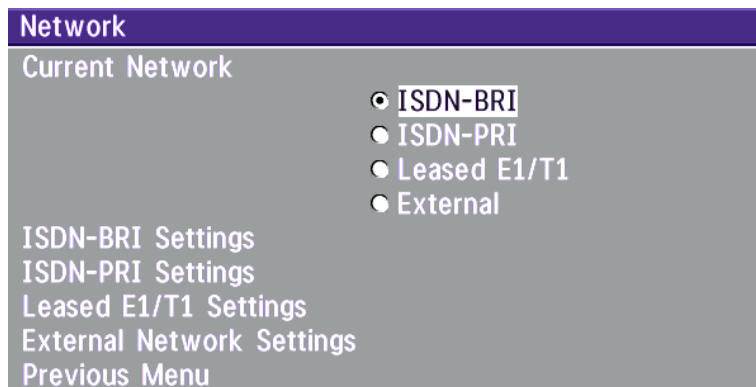 Network
Current Network
ISDN-BRI
ISDN-PRI
Leased E1/T1
External
ISDN-BRI Settings
ISDN-PRI Settings
Leased E1/T1 Settings
External Network Settings
Previous Menu